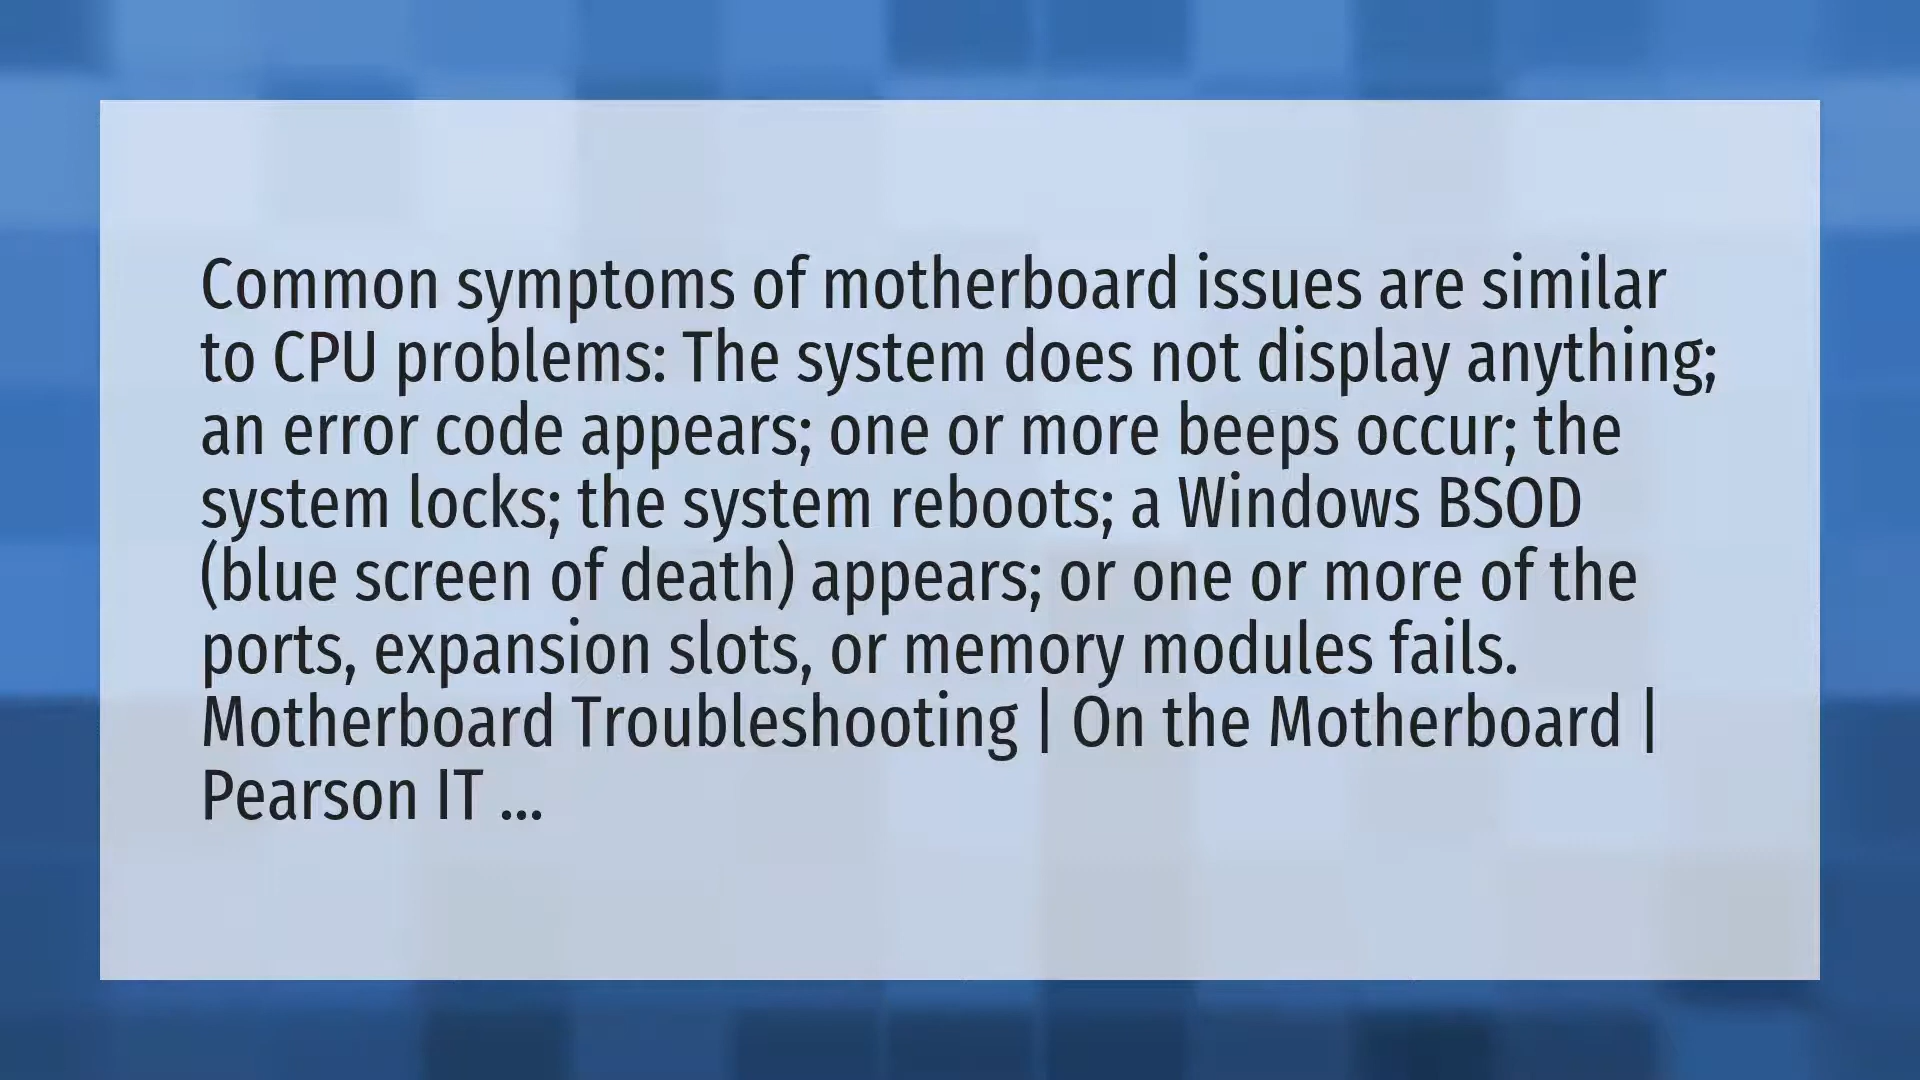 Common symptoms of motherboard issues are similar
to CPU problems: The system does not display anything;
an error code appears; one or more beeps occur; the
system locks; the system reboots; a Windows BSOD
(blue screen of death) appears; or one or more of the
ports, expansion slots, or memory modules fails.
Motherboard Troubleshooting | On the Motherboard |
Pearson IT ...